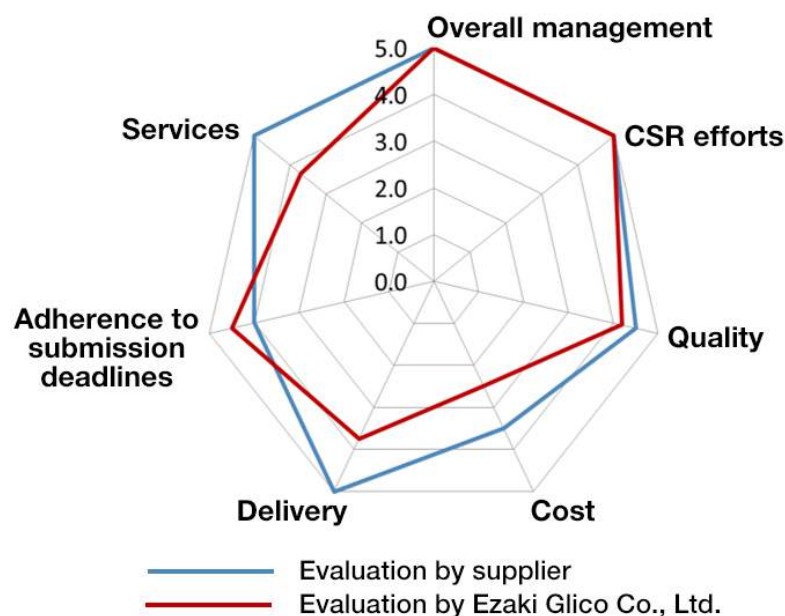 Overall management
5.0
4.0
3.0
2.0
1.0
0.0
CSR efforts
Services
Quality
Adherence to
submission
deadlines
Delivery
Cost
Evaluation by supplier
Evaluation by Ezaki Glico Co., Ltd.